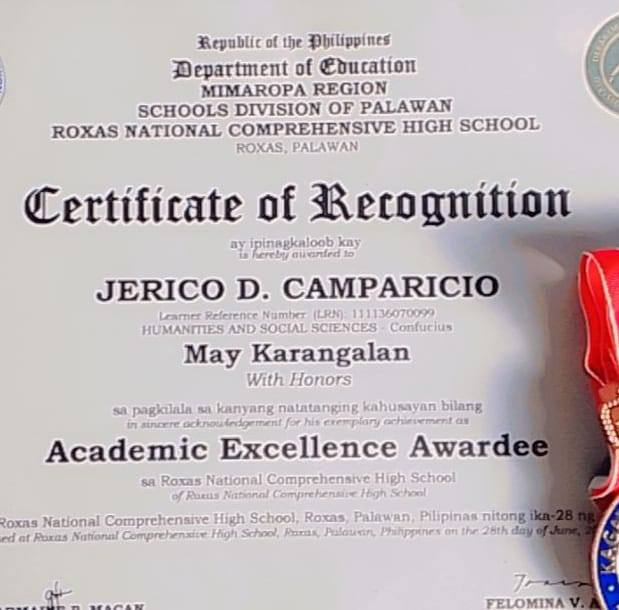 Republic of the Philippines
Department of Education
MIMAROPA REGION
SCHOOLS DIVISION OF PALAWAN
ROXAS NATIONAL COMPREHENSIVE HIGH SCHOOL
ROXAS, PALAWAN
Certificate of Recognition
ay ipinagkaloob kay
is hereby awarded to
JERICO D. CAMPARICIO
Learner Reference Number (LRN): 111136070099
HUMANITIES AND SOCIAL SCIENCES - Confucius
May Karangalan
With Honors
sa pagkilala sa kanyang natatanging kahusayan bilang
in sincere acknowledgement for his exemplary achievement as
Academic Excellence Awardee
sa Roxas National Comprehensive High School
of Roxas National Comprehensive High School
Roxas National Comprehensive High School, Roxas, Palawan, Pilipinas nitong ika-28 ng
at Roxas National Comprehensive High School, Roxas, Palawan, Philippines on the 28th day of June,
P. MAGAN
FELOMINA V.